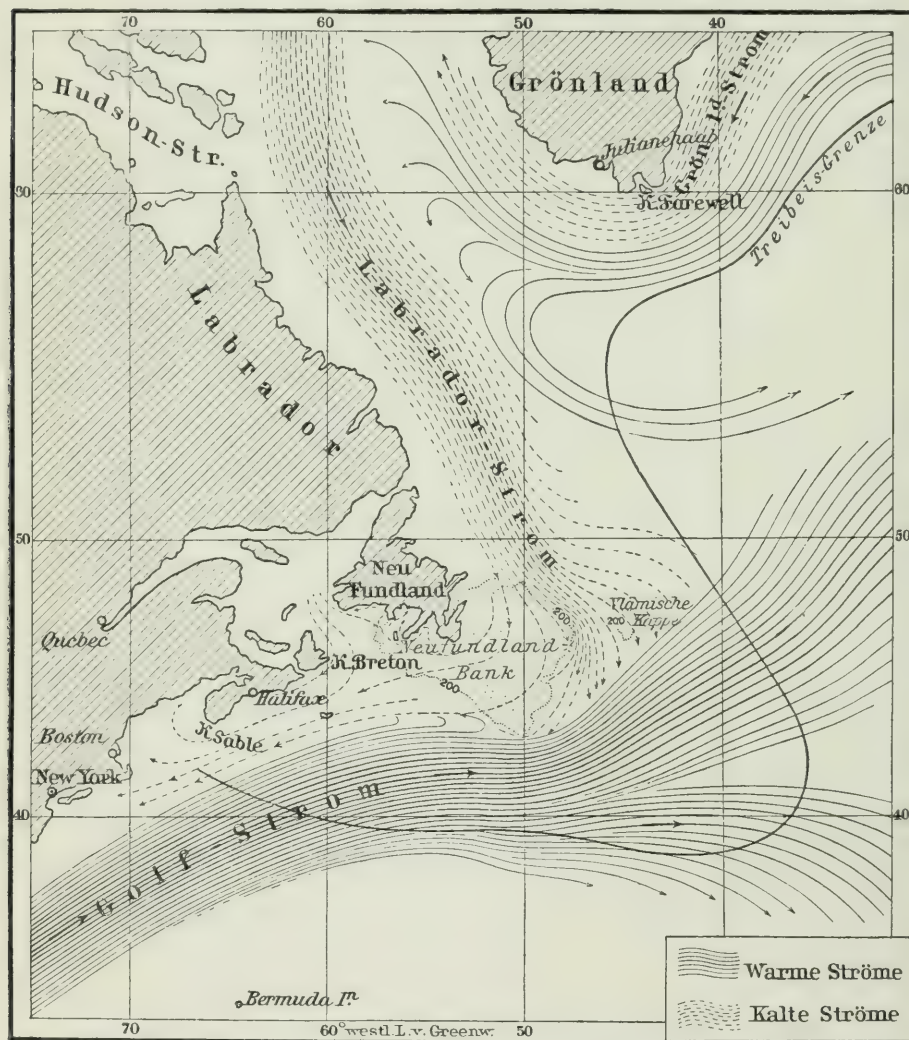 70
60
50
40
Grönland
Grönld. Strom
Hudson-Str.
Julianehaab
K. Farewell
Treibeis-Grenze
60
60
Labrador
Labrador-Strom
50
50
Neu
Fundland
Vlämische
200 Kappe
200
Quebec
K. Breton
Neufundland
Bank
200
Halifax
K. Sable
Boston
New York
40
40
Golf-Strom
Bermuda In.
Warme Ströme
Kalte Ströme
70
60° westl. L. v. Greenw.
50
40